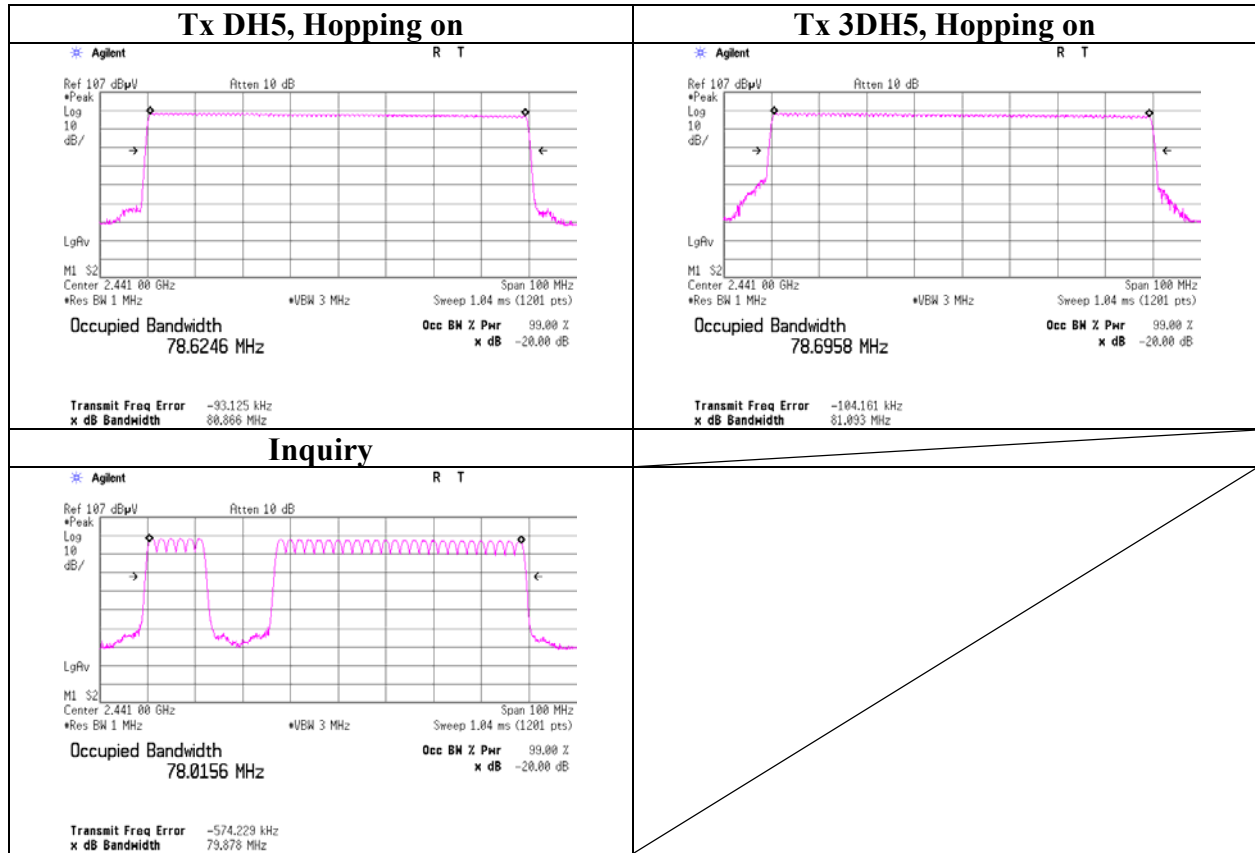 Tx DH5, Hopping on
Agilent R T
Ref 107 dBµV Atten 10 dB
*Peak
Log
10
dB/
LgAv
M1 S2
Center 2.441 00 GHz Span 100 MHz
*Res BW 1 MHz *VBW 3 MHz Sweep 1.04 ms (1201 pts)
Occupied Bandwidth Occ BW % Pwr 99.00 %
78.6246 MHz x dB -20.00 dB
Transmit Freq Error -93.125 kHz
x dB Bandwidth 80.866 MHz
Tx 3DH5, Hopping on
Agilent R T
Ref 107 dBµV Atten 10 dB
*Peak
Log
10
dB/
LgAv
M1 S2
Center 2.441 00 GHz Span 100 MHz
*Res BW 1 MHz *VBW 3 MHz Sweep 1.04 ms (1201 pts)
Occupied Bandwidth Occ BW % Pwr 99.00 %
78.6958 MHz x dB -20.00 dB
Transmit Freq Error -104.161 kHz
x dB Bandwidth 81.093 MHz
Inquiry
Agilent R T
Ref 107 dBµV Atten 10 dB
*Peak
Log
10
dB/
LgAv
M1 S2
Center 2.441 00 GHz Span 100 MHz
*Res BW 1 MHz *VBW 3 MHz Sweep 1.04 ms (1201 pts)
Occupied Bandwidth Occ BW % Pwr 99.00 %
78.0156 MHz x dB -20.00 dB
Transmit Freq Error -574.229 kHz
x dB Bandwidth 79.878 MHz